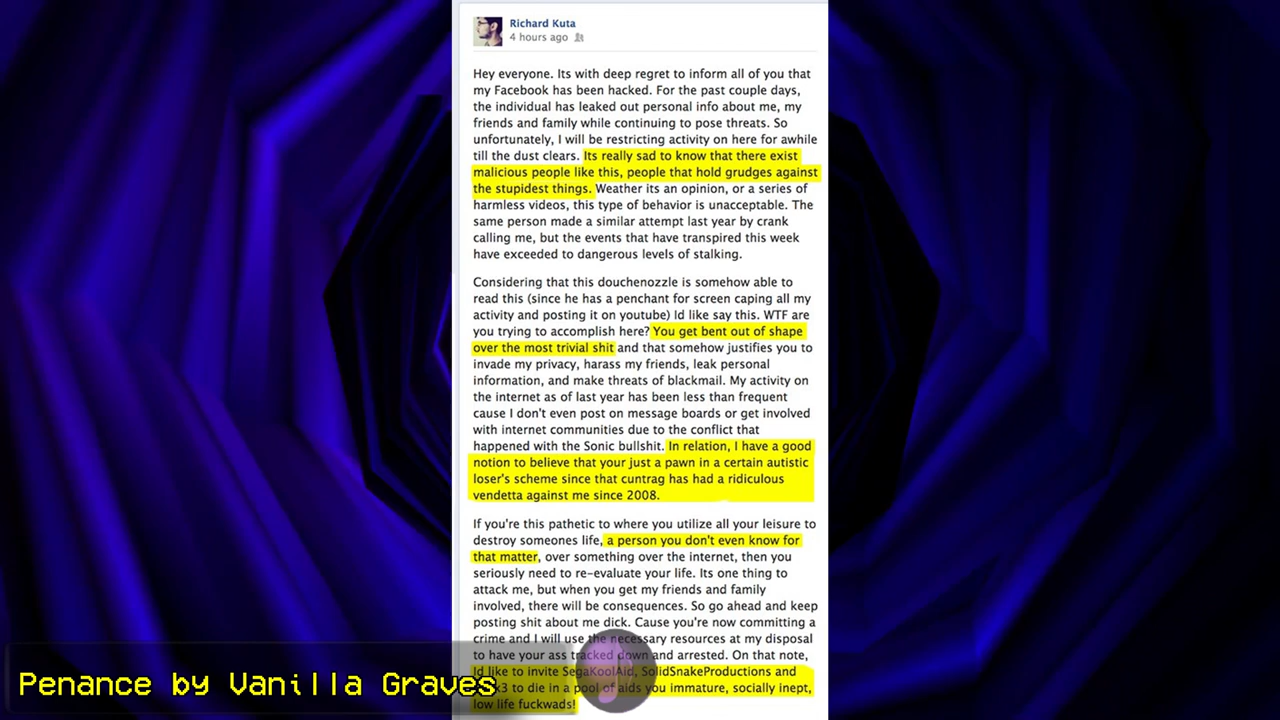 Richard Kuta
4 hours ago
Hey everyone. Its with deep regret to inform all of you that
my Facebook has been hacked. For the past couple days,
the individual has leaked out personal info about me, my
friends and family while continuing to pose threats. So
unfortunately, I will be restricting activity on here for awhile
till the dust clears. Its really sad to know that there exist
malicious people like this, people that hold grudges against
the stupidest things. Weather its an opinion, or a series of
harmless videos, this type of behavior is unacceptable. The
same person made a similar attempt last year by crank
calling me, but the events that have transpired this week
have exceeded to dangerous levels of stalking.
Considering that this douchenozzle is somehow able to
read this (since he has a penchant for screen caping all my
activity and posting it on youtube) Id like say this. WTF are
you trying to accomplish here? You get bent out of shape
over the most trivial shit and that somehow justifies you to
invade my privacy, harass my friends, leak personal
information, and make threats of blackmail. My activity on
the internet as of last year has been less than frequent
cause I don't even post on message boards or get involved
with internet communities due to the conflict that
happened with the Sonic bullshit. In relation, I have a good
notion to believe that your just a pawn in a certain autistic
loser's scheme since that cuntrag has had a ridiculous
vendetta against me since 2008.
If you're this pathetic to where you utilize all your leisure to
destroy someones life, a person you don't even know for
that matter, over something over the internet, then you
seriously need to re-evaluate your life. Its one thing to
attack me, but when you get my friends and family
involved, there will be consequences. So go ahead and keep
posting shit about me dick. Cause you're now committing a
crime and I will use the necessary resources at my disposal
to have your ass tracked down and arrested. On that note,
Id like to invite SegaKoolAid, SolidSnakeProductions and
to die in a pool of aids you immature, socially inept,
low life fuckwads!
Penance by Vanilla Graves